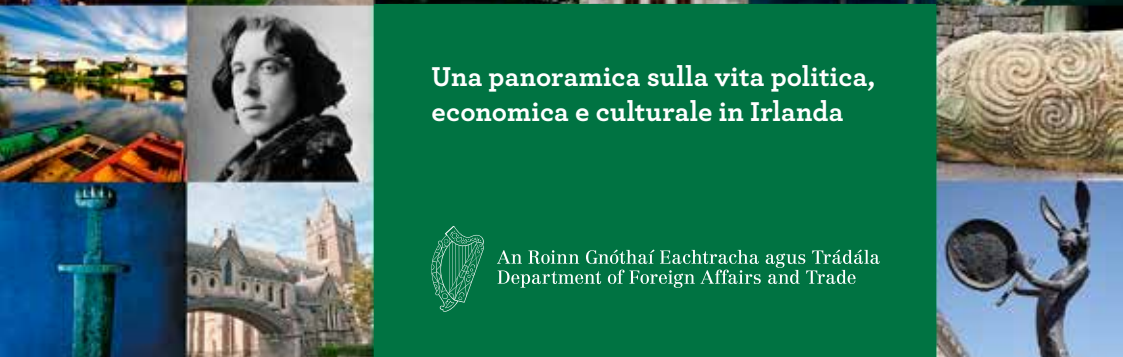 Una panoramica sulla vita politica,
economica e culturale in Irlanda
An Roinn Gnóthaí Eachtracha agus Trádála
Department of Foreign Affairs and Trade